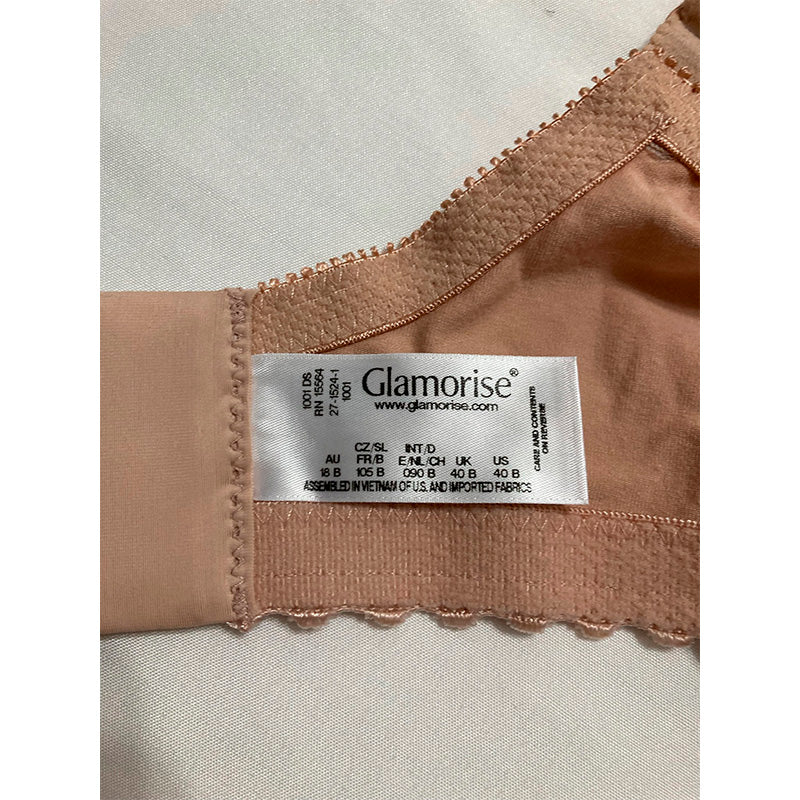 1001 DS
RN 15564
27-1524-1
1001
Glamorise®
www.glamorise.com
CARE AND CONTENTS
ON REVERSE
CZ/SL INT/D
AU FR/B E/NL/CH UK US
18 B 105 B 090 B 40 B 40 B
ASSEMBLED IN VIETNAM OF U.S. AND IMPORTED FABRICS